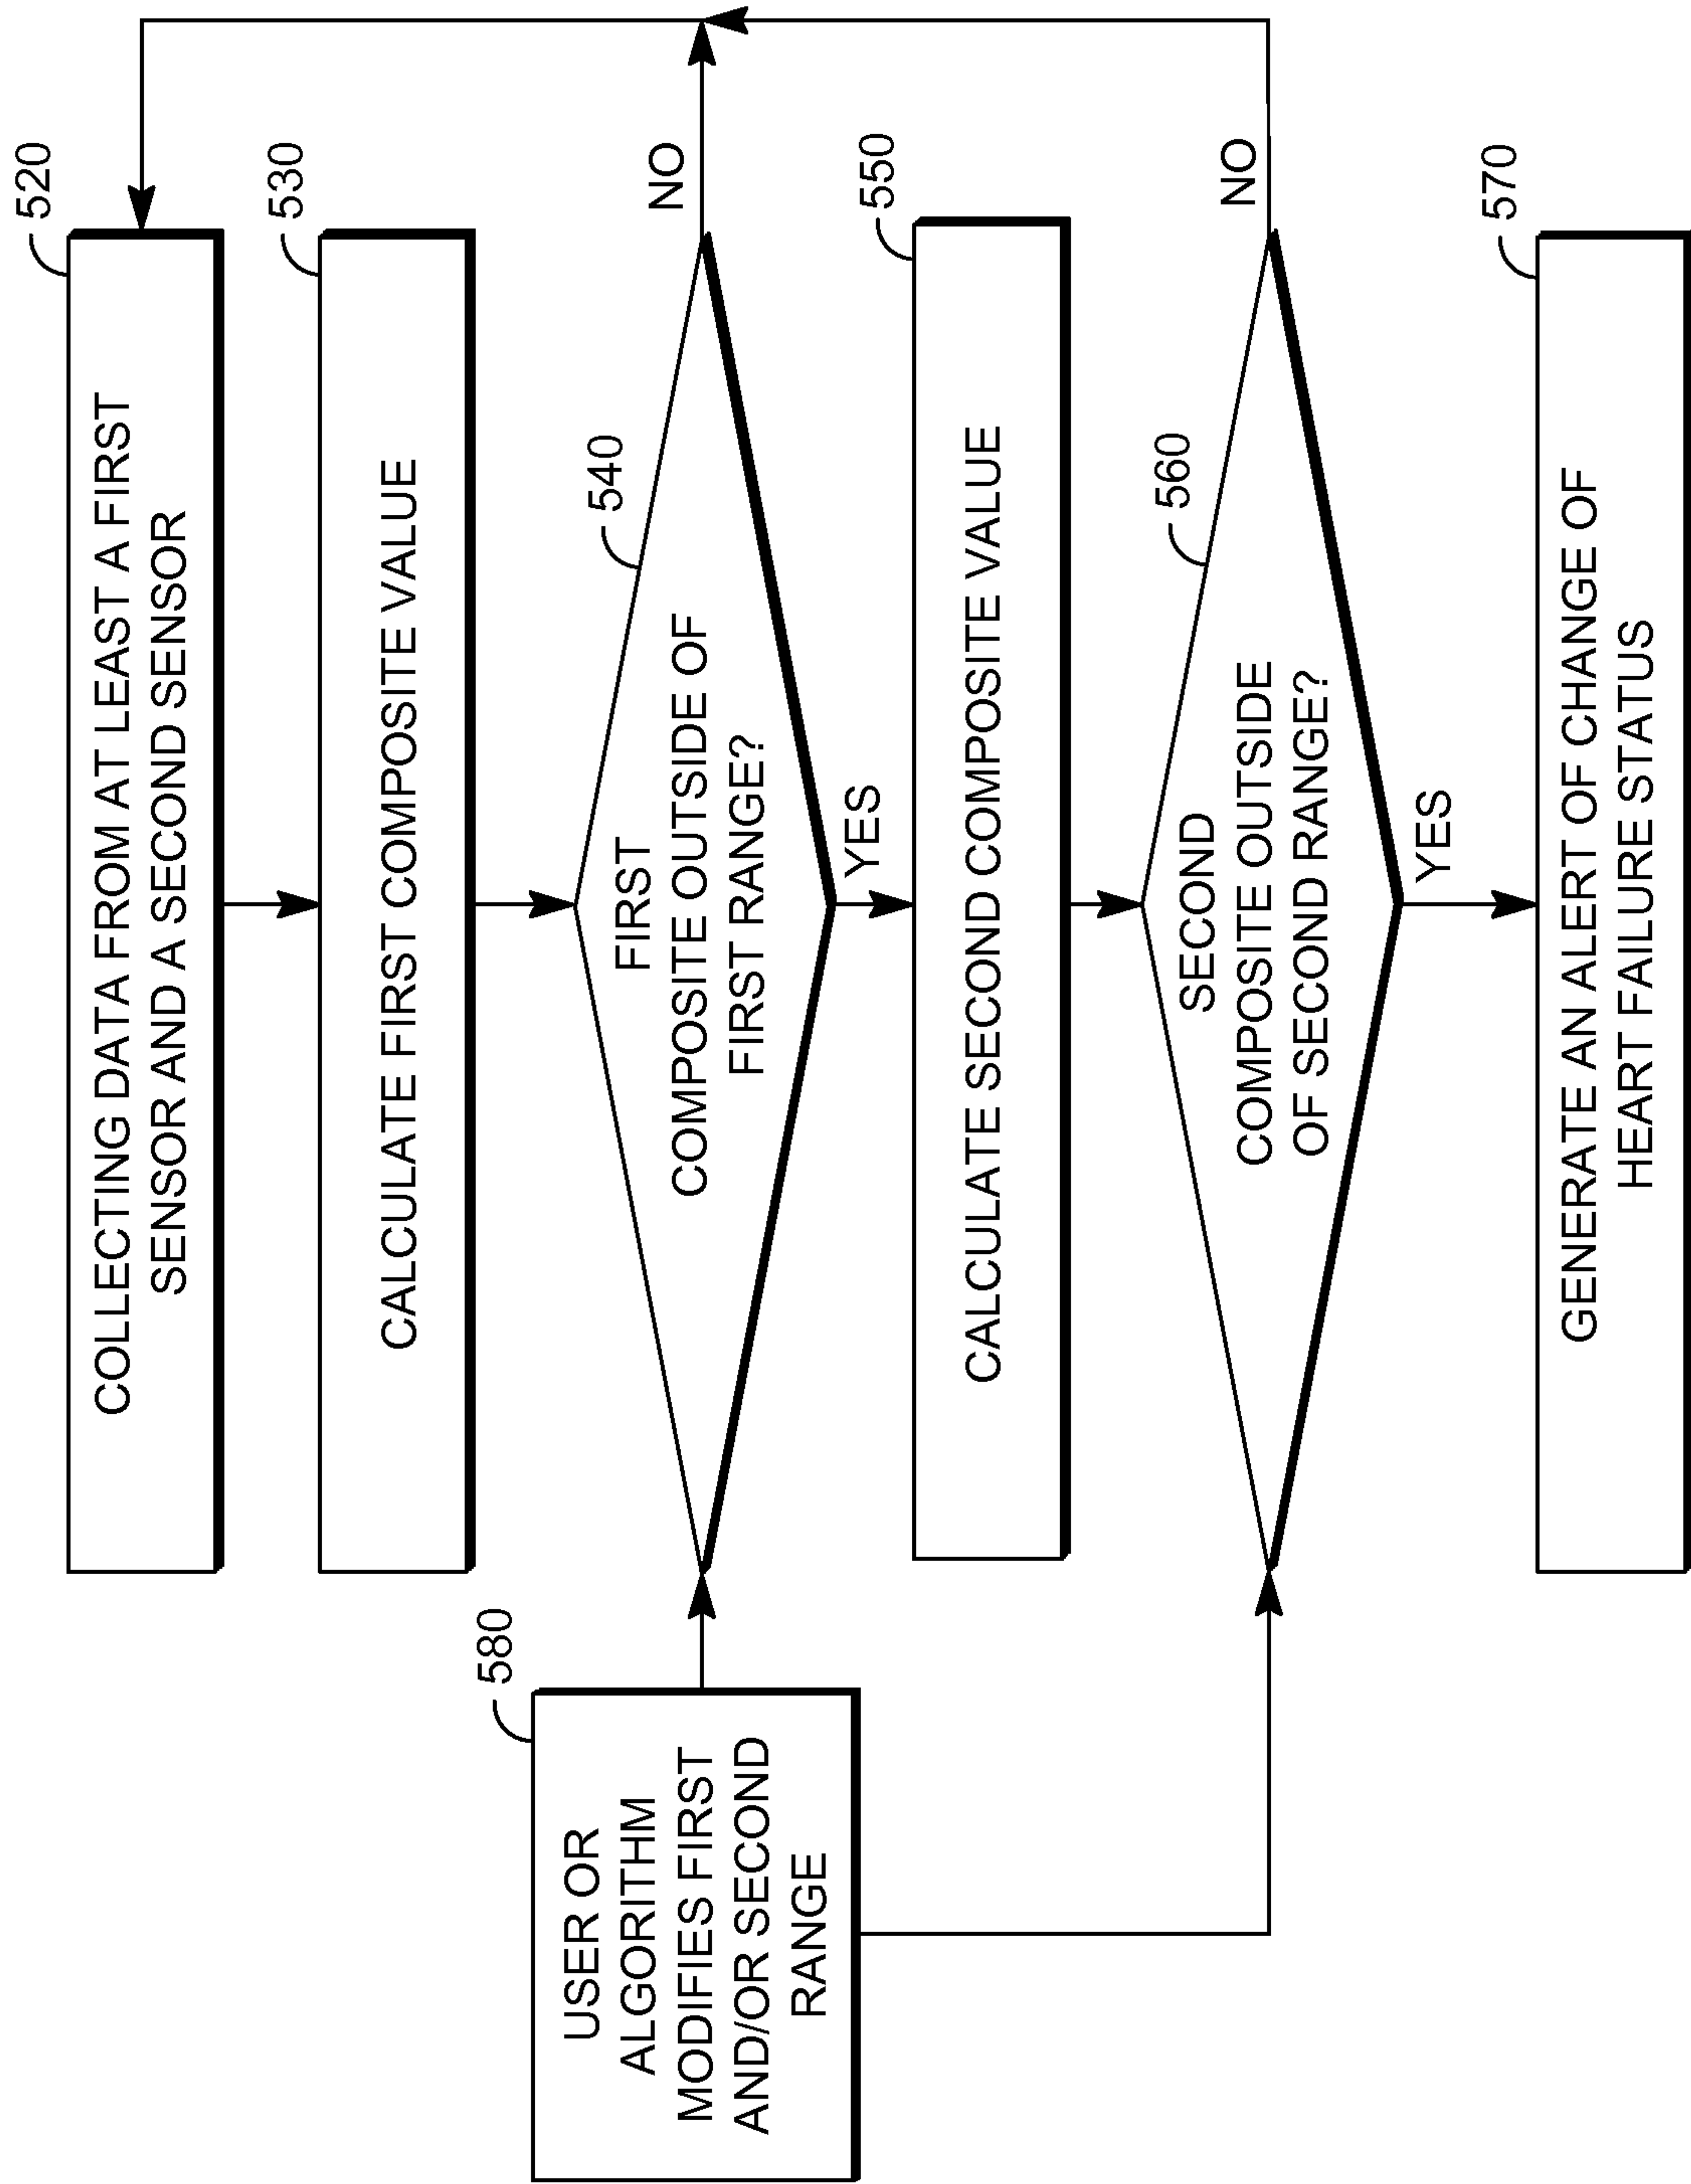 520
COLLECTING DATA FROM AT LEAST A FIRST
SENSOR AND A SECOND SENSOR
530
CALCULATE FIRST COMPOSITE VALUE
540
FIRST
COMPOSITE OUTSIDE OF
FIRST RANGE?
NO
YES
580
USER OR
ALGORITHM
MODIFIES FIRST
AND/OR SECOND
RANGE
550
CALCULATE SECOND COMPOSITE VALUE
560
SECOND
COMPOSITE OUTSIDE
OF SECOND RANGE?
NO
YES
570
GENERATE AN ALERT OF CHANGE OF
HEART FAILURE STATUS